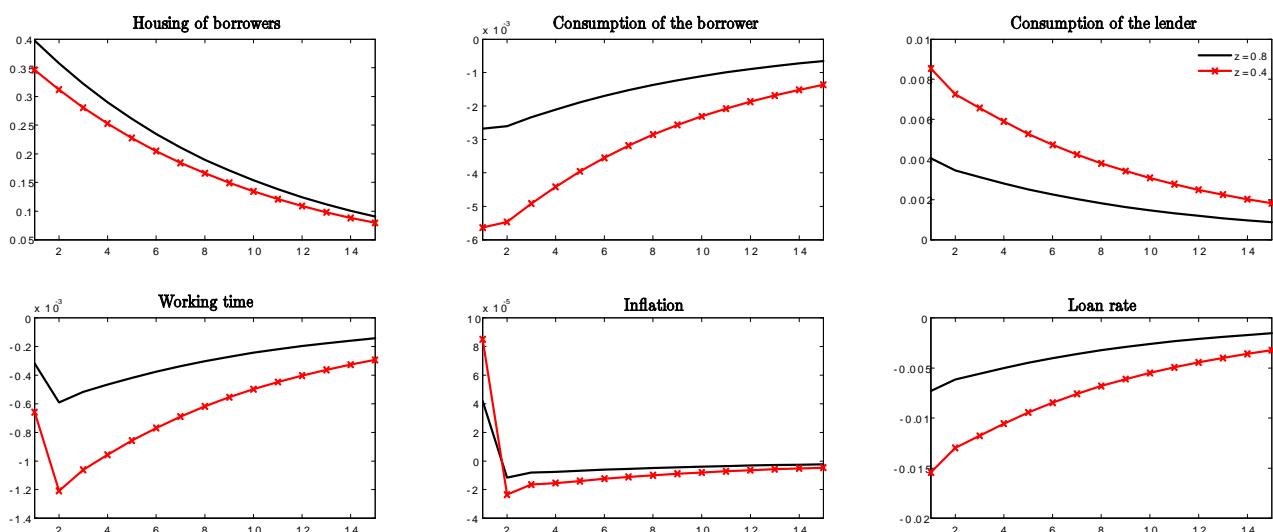 Housing of borrowers
0.4
0.35
0.3
0.25
0.2
0.15
0.1
0.05
2 4 6 8 10 12 14
Consumption of the borrower
x 10^-3
0
-1
-2
-3
-4
-5
-6
2 4 6 8 10 12 14
Consumption of the lender
0.01
0.008
0.006
0.004
0.002
0
z=0.8
z=0.4
2 4 6 8 10 12 14
Working time
x 10^-3
0
-0.2
-0.4
-0.6
-0.8
-1
-1.2
-1.4
2 4 6 8 10 12 14
Inflation
x 10^-5
10
8
6
4
2
0
-2
-4
2 4 6 8 10 12 14
Loan rate
0
-0.005
-0.01
-0.015
-0.02
2 4 6 8 10 12 14